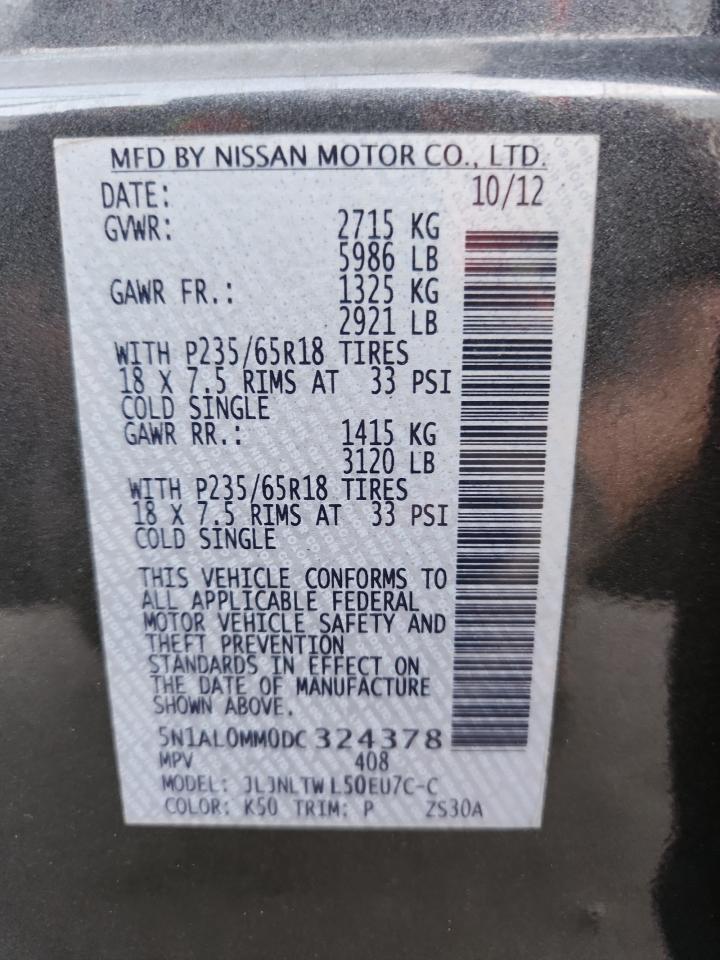 MFD BY NISSAN MOTOR CO., LTD.
DATE: 10/12
GVWR: 2715 KG
5986 LB
GAWR FR.: 1325 KG
2921 LB
WITH P235/65R18 TIRES
18 X 7.5 RIMS AT 33 PSI
COLD SINGLE
GAWR RR.: 1415 KG
3120 LB
WITH P235/65R18 TIRES
18 X 7.5 RIMS AT 33 PSI
COLD SINGLE
THIS VEHICLE CONFORMS TO
ALL APPLICABLE FEDERAL
MOTOR VEHICLE SAFETY AND
THEFT PREVENTION
STANDARDS IN EFFECT ON
THE DATE OF MANUFACTURE
SHOWN ABOVE.
5N1AL0MM0DC 324378
MPV 408
MODEL: JLJNLTW L50EU7C-C
COLOR: K50 TRIM: P ZS30A